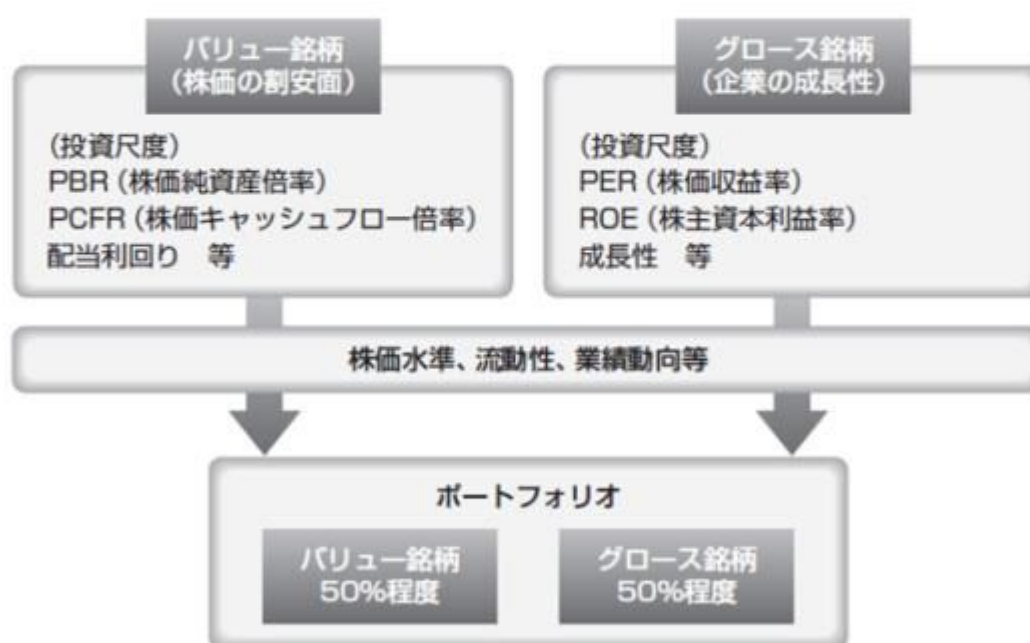 バリュー銘柄
(株価の割安面)
(投資尺度)
PBR(株価純資産倍率)
PCFR(株価キャッシュフロー倍率)
配当利回り 等
グロース銘柄
(企業の成長性)
(投資尺度)
PER(株価収益率)
ROE(株主資本利益率)
成長性 等
株価水準、流動性、業績動向等
ポートフォリオ
バリュー銘柄
50%程度
グロース銘柄
50%程度